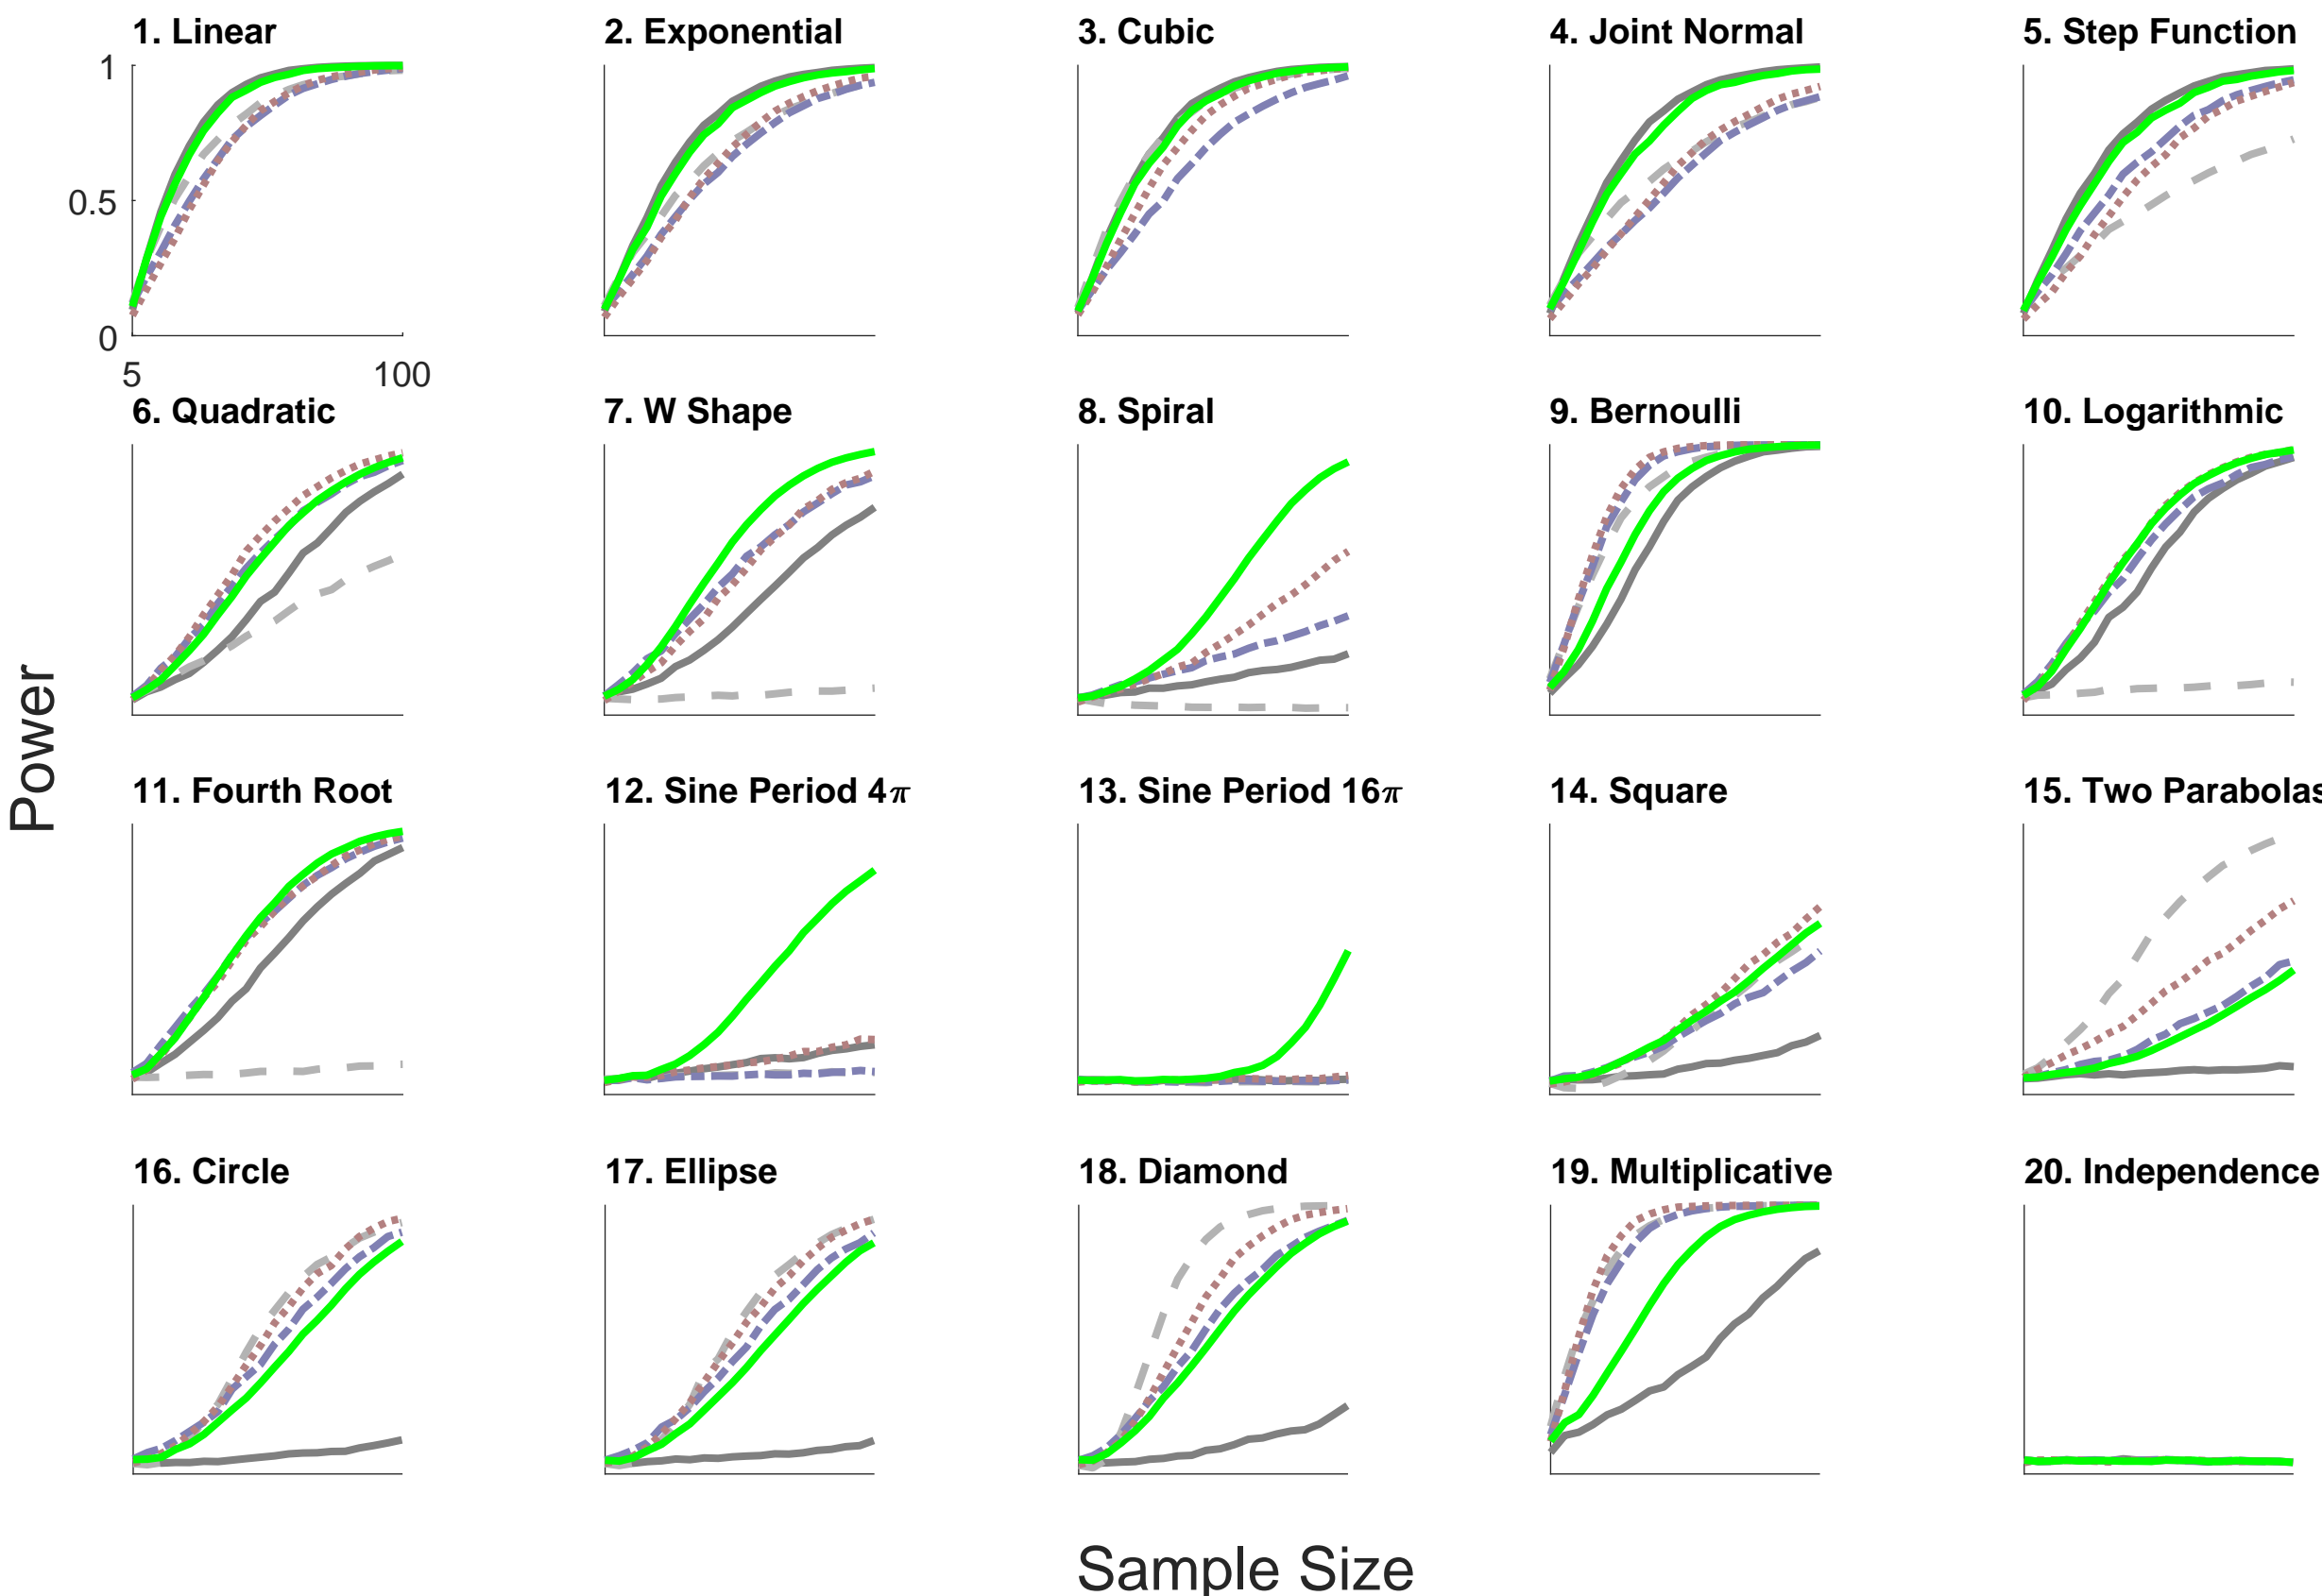 1. Linear
2. Exponential
3. Cubic
4. Joint Normal
5. Step Function
1
0.5
0
5
100
6. Quadratic
7. W Shape
8. Spiral
9. Bernoulli
10. Logarithmic
Power
11. Fourth Root
12. Sine Period 4π
13. Sine Period 16π
14. Square
15. Two Parabolas
16. Circle
17. Ellipse
18. Diamond
19. Multiplicative
20. Independence
Sample Size